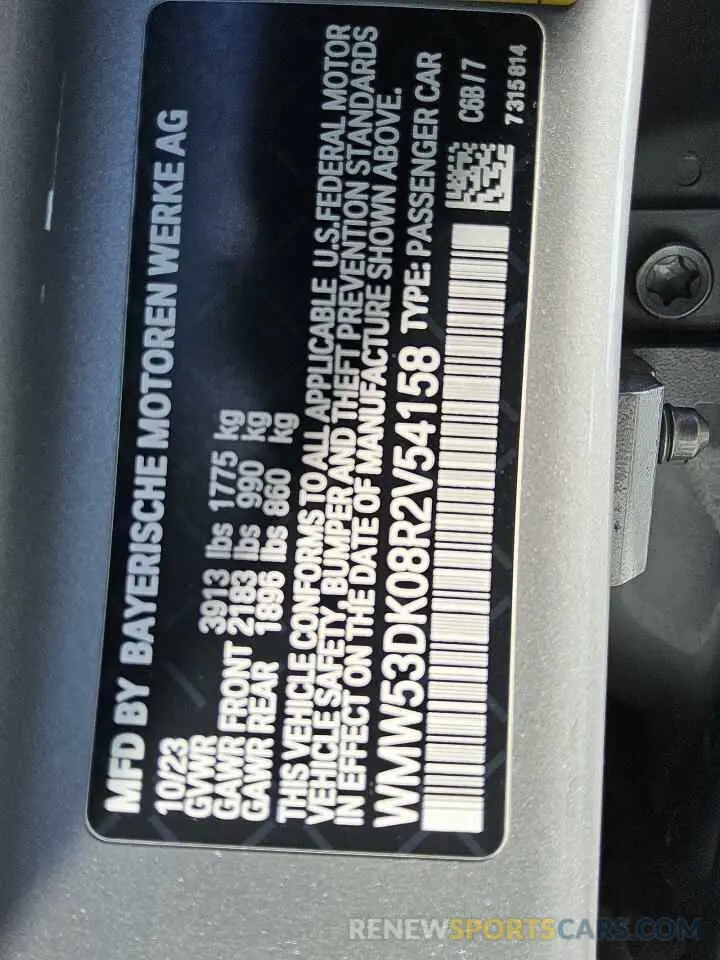 MFD BY BAYERISCHE MOTOREN WERKE AG
10/23
GVWR 3913 lbs 1775 kg
GAWR FRONT 2183 lbs 990 kg
GAWR REAR 1896 lbs 860 kg
THIS VEHICLE CONFORMS TO ALL APPLICABLE U.S.FEDERAL MOTOR
VEHICLE SAFETY, BUMPER AND THEFT PREVENTION STANDARDS
IN EFFECT ON THE DATE OF MANUFACTURE SHOWN ABOVE.
WMW53DK08R2V54158 TYPE: PASSENGER CAR
C6B/7
7315814
RENEWSPORTSCARS.COM